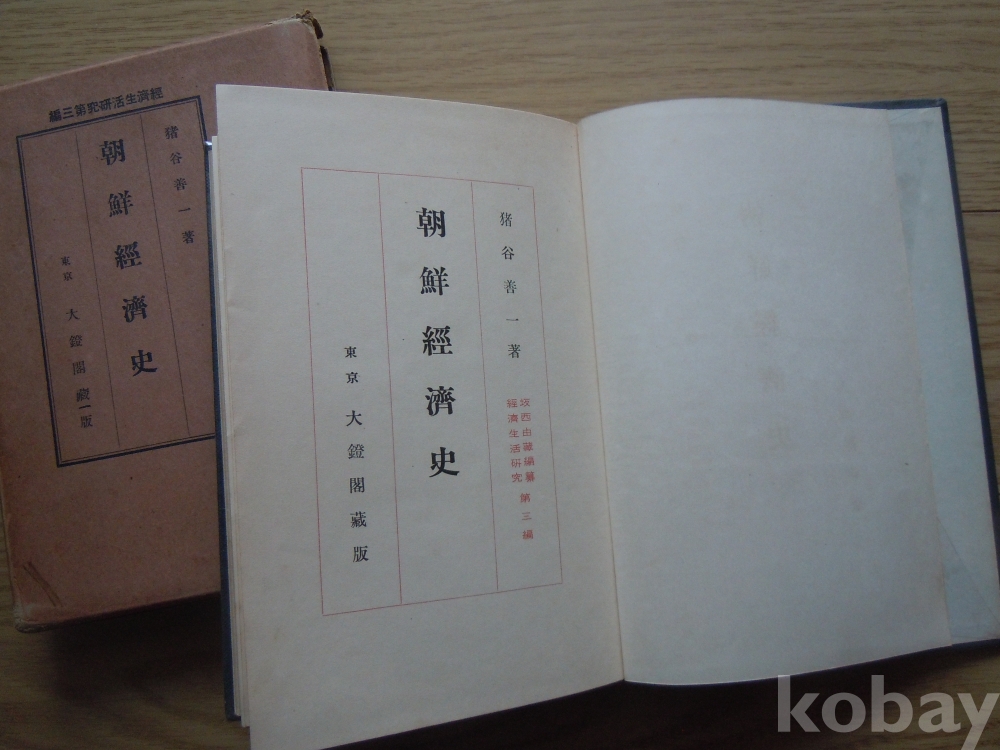 經濟生活研究第三編
猪谷善一著
朝鮮經濟史
東京 大鐙閣藏版
猪谷善一著
坂西由藏編纂
經濟生活研究 第三編
朝鮮經濟史
東京 大鐙閣藏版
kobay